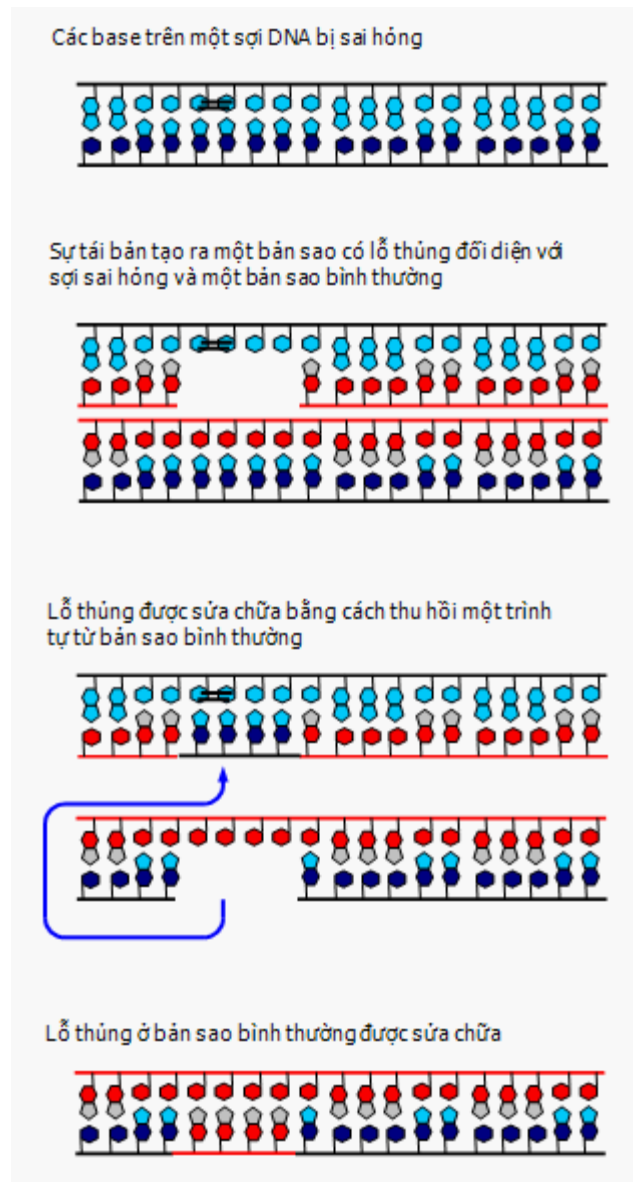 Các base trên một sợi DNA bị sai hỏng
Sự tái bản tạo ra một bản sao có lỗ thủng đối diện với
sợi sai hỏng và một bản sao bình thường
Lỗ thủng được sửa chữa bằng cách thu hồi một trình
tự từ bản sao bình thường
Lỗ thủng ở bản sao bình thường được sửa chữa